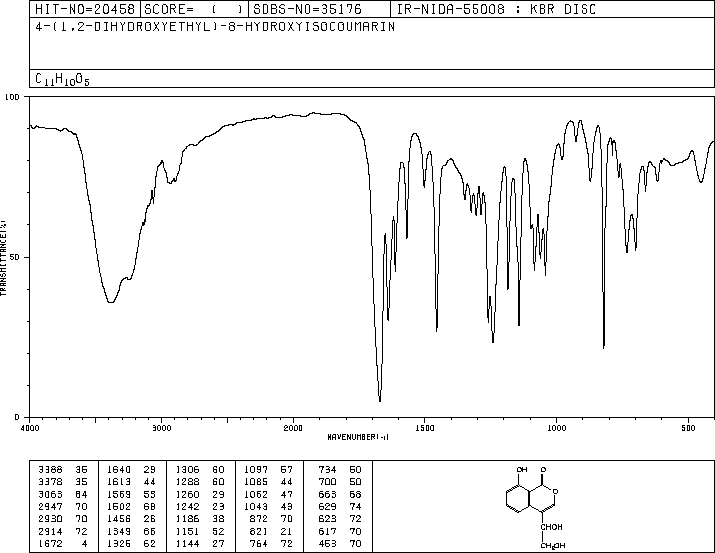 HIT-NO=20458 SCORE= ( ) SDBS-NO=35176 IR-NIDA-55008 : KBR DISC
4-(1,2-DIHYDROXYETHYL)-8-HYDROXYISOCOUMARIN
C11H10O5
100
TRANSMITTANCE(%)
50
0
4000 3000 2000 1500 1000 500
WAVENUMBER(-1)
3388 35 1640 29 1306 60 1097 57 734 50
3378 35 1613 44 1288 60 1085 44 700 50
3063 64 1569 55 1260 29 1062 47 663 68
2947 70 1502 68 1242 23 1043 43 629 74
2930 70 1456 26 1186 38 872 70 623 72
2914 72 1349 66 1151 52 821 21 617 70
1672 4 1325 62 1144 27 764 72 453 70
OH O
O
CHOH
CH2OH